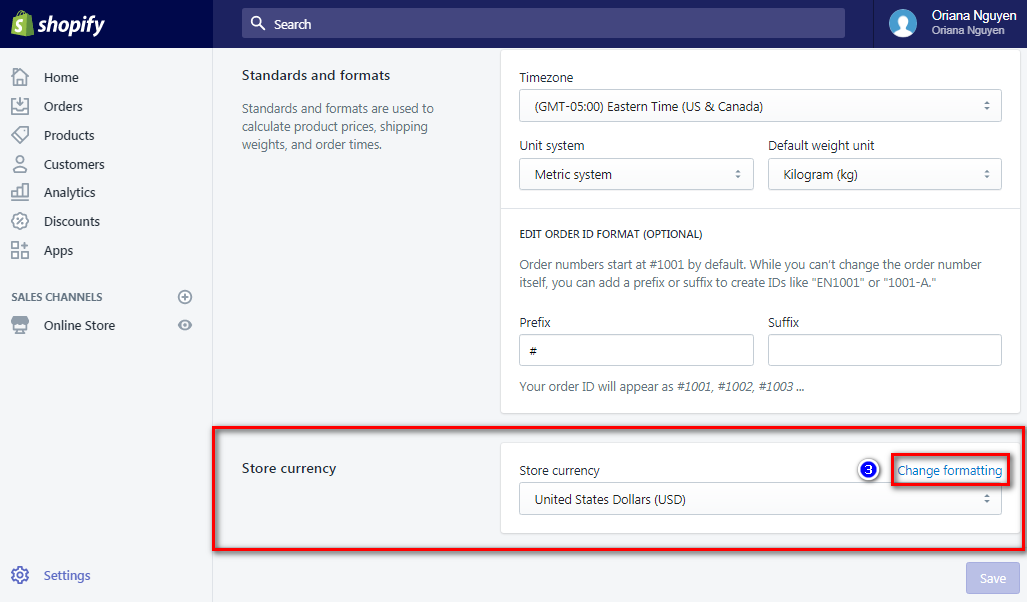 shopify
Search
Oriana Nguyen
Oriana Nguyen
Home
Orders
Products
Customers
Analytics
Discounts
Apps
SALES CHANNELS
Online Store
Settings
Standards and formats
Standards and formats are used to
calculate product prices, shipping
weights, and order times.
Timezone
(GMT-05:00) Eastern Time (US & Canada)
Unit system
Default weight unit
Metric system
Kilogram (kg)
EDIT ORDER ID FORMAT (OPTIONAL)
Order numbers start at #1001 by default. While you can't change the order number
itself, you can add a prefix or suffix to create IDs like "EN1001" or "1001-A."
Prefix
Suffix
#
Your order ID will appear as #1001, #1002, #1003 ...
Store currency
Store currency
3
Change formatting
United States Dollars (USD)
Save